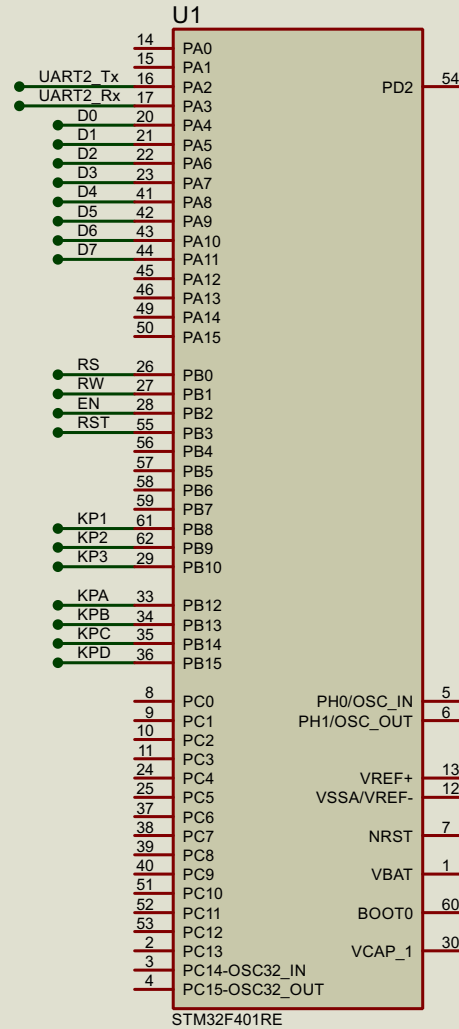 U1
14 PA0
15 PA1
UART2_Tx 16 PA2 PD2 54
UART2_Rx 17 PA3
D0 20 PA4
D1 21 PA5
D2 22 PA6
D3 23 PA7
D4 41 PA8
D5 42 PA9
D6 43 PA10
D7 44 PA11
45 PA12
46 PA13
49 PA14
50 PA15
RS 26 PB0
RW 27 PB1
EN 28 PB2
RST 55 PB3
56 PB4
57 PB5
58 PB6
59 PB7
KP1 61 PB8
KP2 62 PB9
KP3 29 PB10
KPA 33 PB12
KPB 34 PB13
KPC 35 PB14
KPD 36 PB15
8 PC0 PH0/OSC_IN 5
9 PC1 PH1/OSC_OUT 6
10 PC2
11 PC3
24 PC4 VREF+ 13
25 PC5 VSSA/VREF- 12
37 PC6
38 PC7 NRST 7
39 PC8
40 PC9 VBAT 1
51 PC10
52 PC11 BOOT0 60
53 PC12
2 PC13 VCAP_1 30
3 PC14-OSC32_IN
4 PC15-OSC32_OUT
STM32F401RE